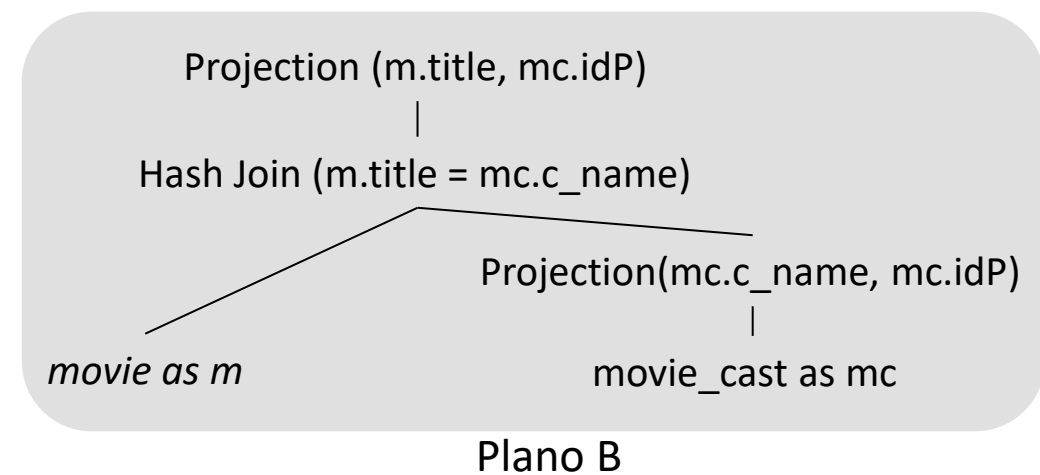 Projection (m.title, mc.idP)
Hash Join (m.title = mc.c_name)
Projection(mc.c_name, mc.idP)
movie as m
movie_cast as mc
Plano B